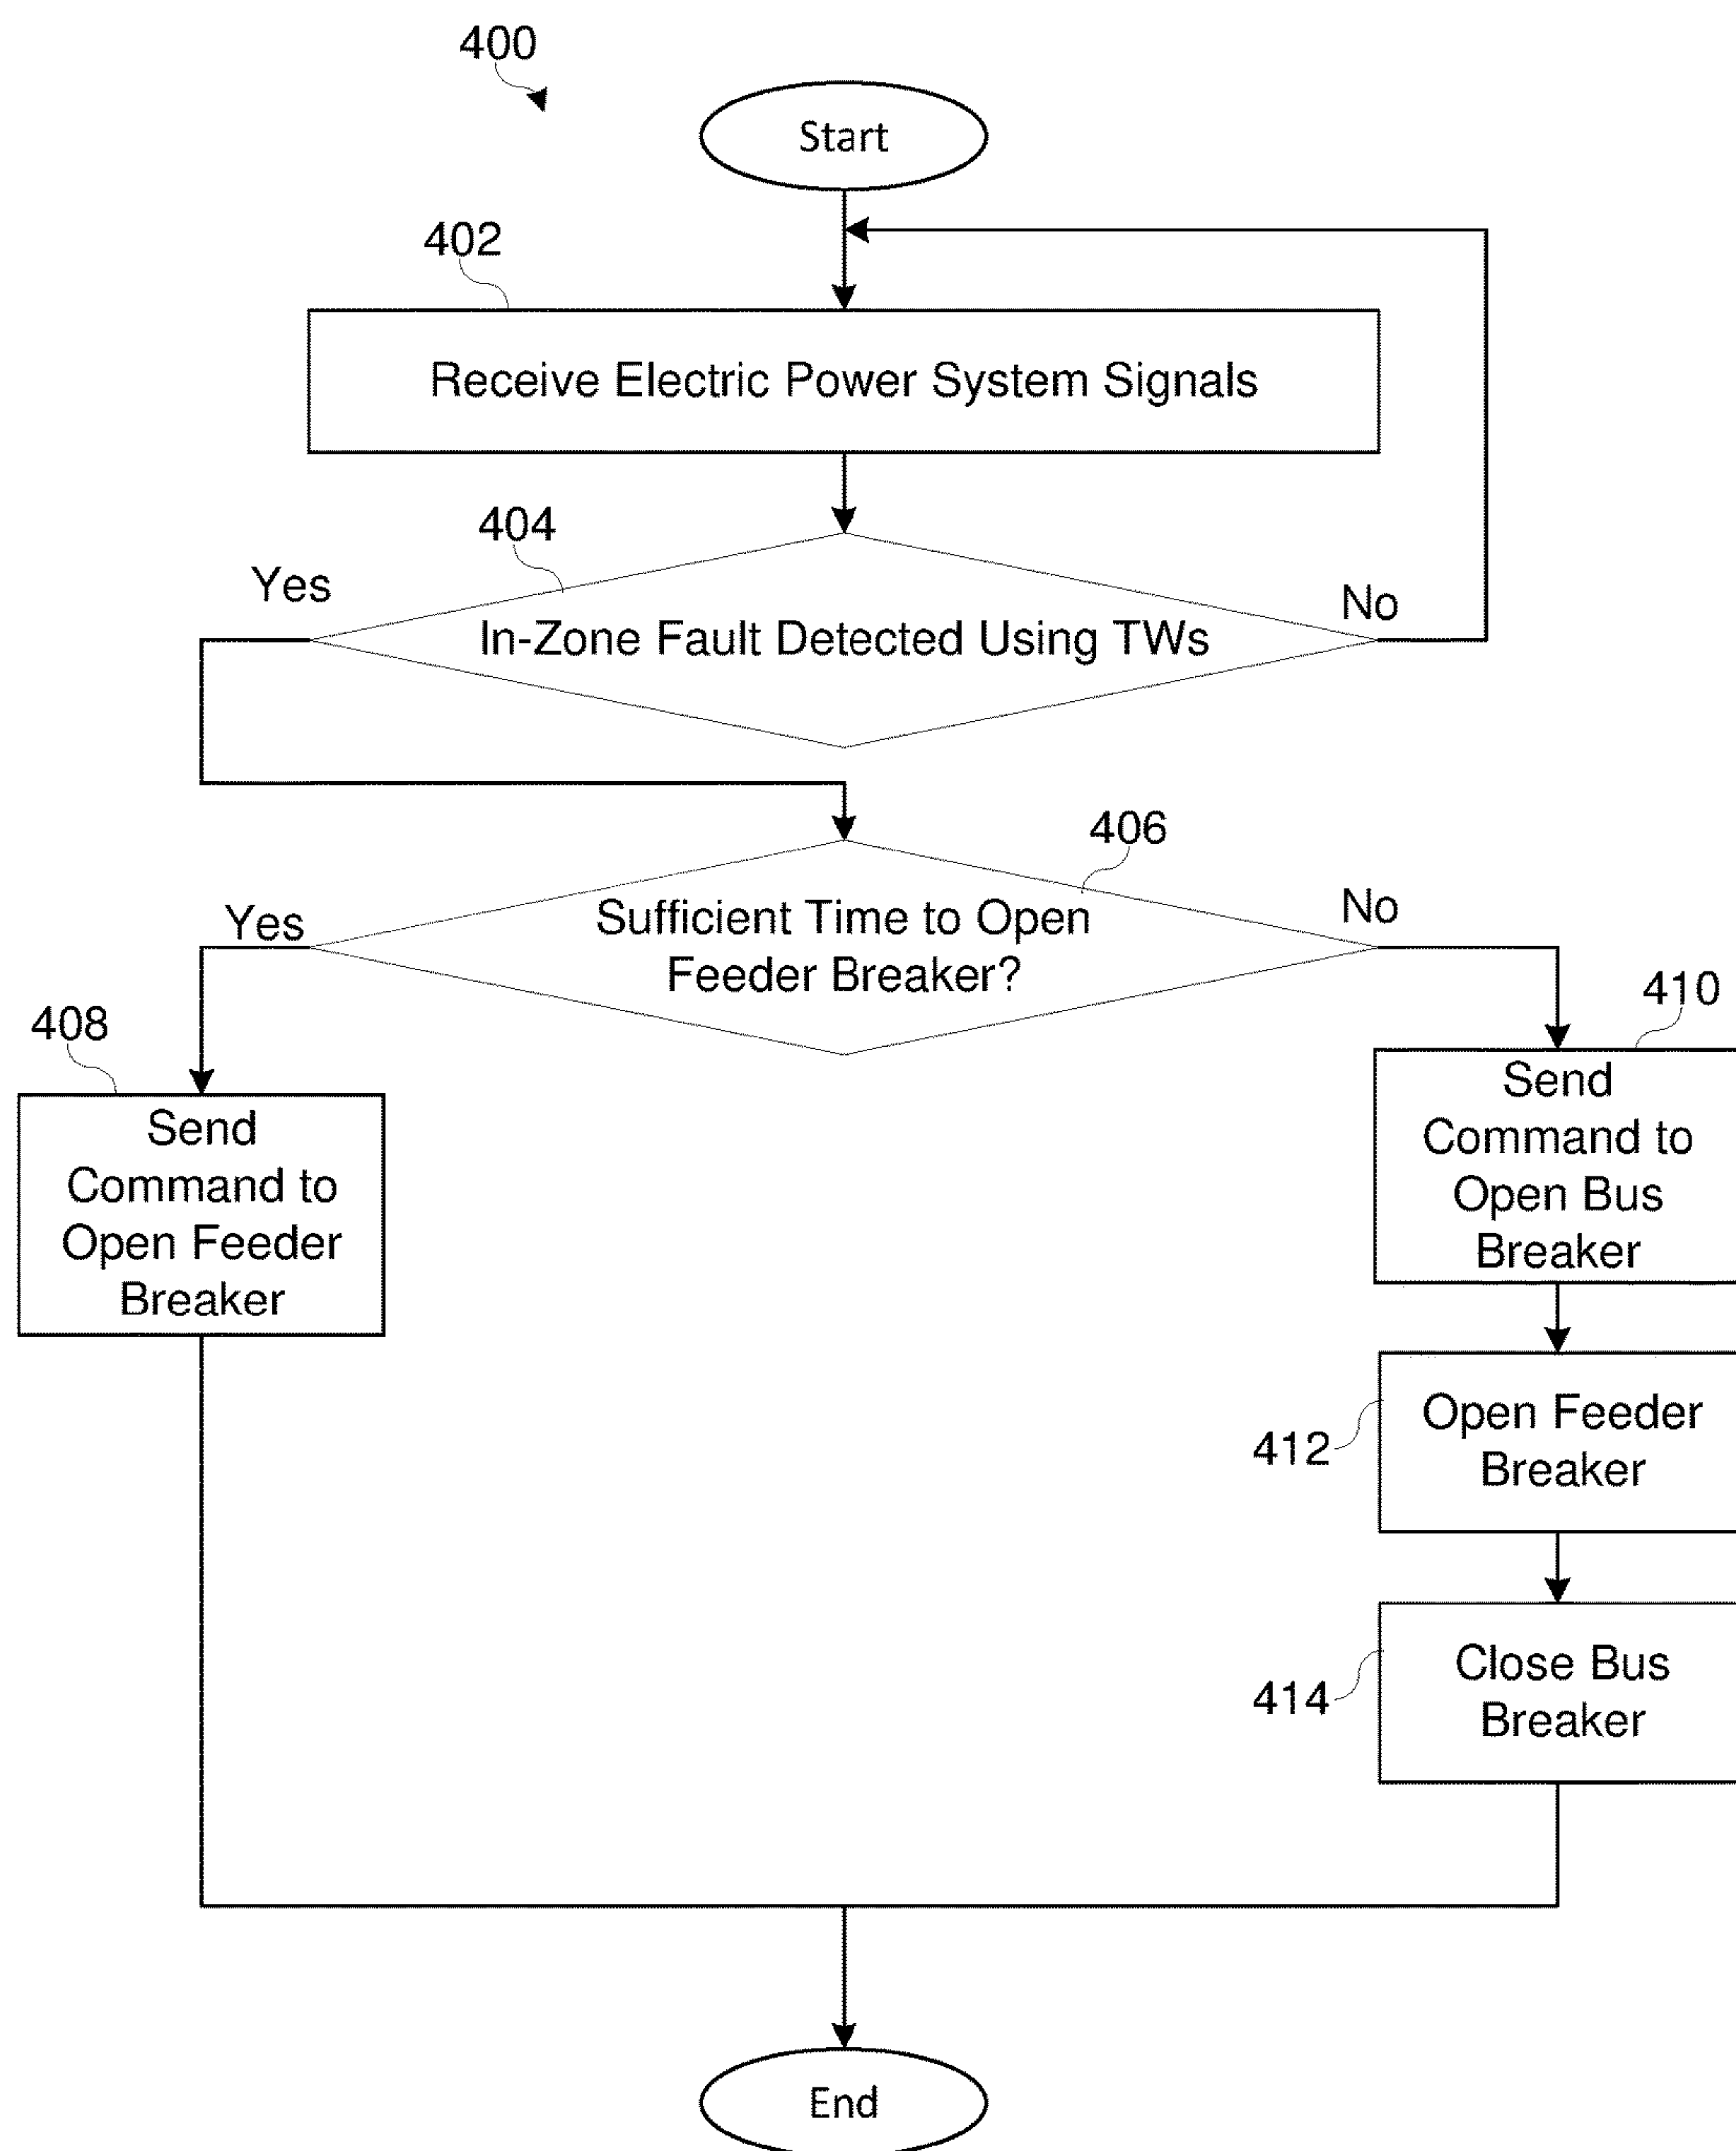 400
Start
402
Receive Electric Power System Signals
404
Yes
No
In-Zone Fault Detected Using TWs
406
Yes
No
Sufficient Time to Open
Feeder Breaker?
408
Send
Command to
Open Feeder
Breaker
410
Send
Command to
Open Bus
Breaker
412
Open Feeder
Breaker
414
Close Bus
Breaker
End